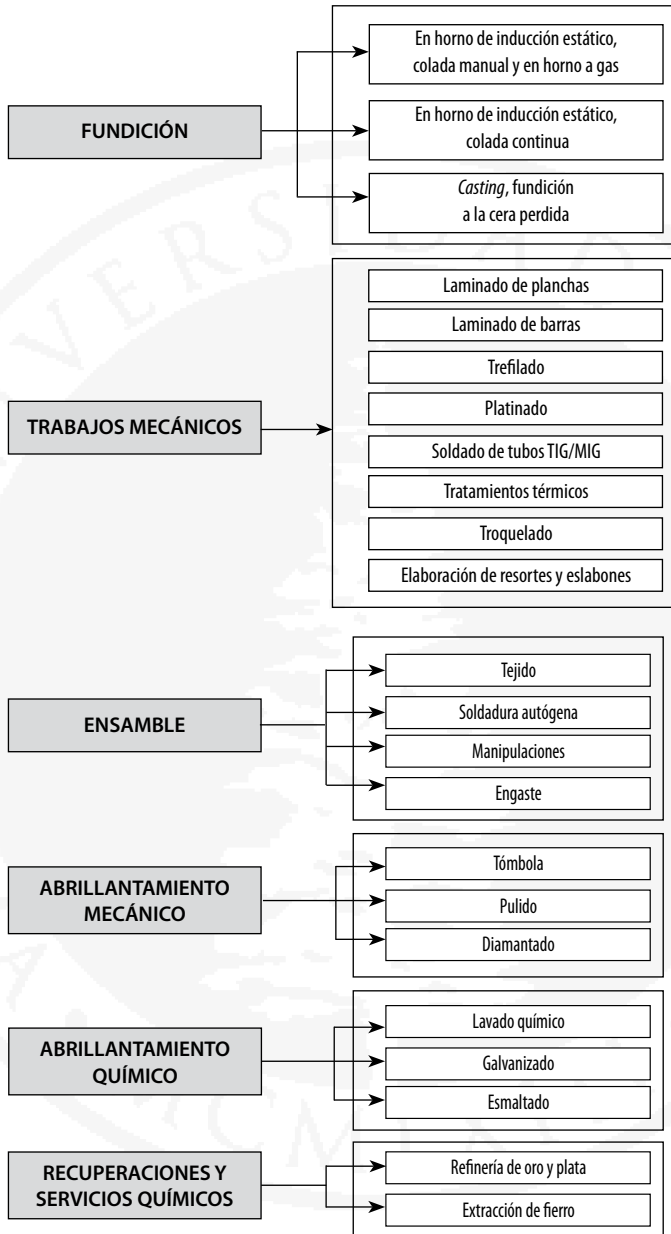 FUNDICIÓN
En horno de inducción estático,
colada manual y en horno a gas
En horno de inducción estático,
colada continua
Casting, fundición
a la cera perdida
TRABAJOS MECÁNICOS
Laminado de planchas
Laminado de barras
Trefilado
Platinado
Soldado de tubos TIG/MIG
Tratamientos térmicos
Troquelado
Elaboración de resortes y eslabones
ENSAMBLE
Tejido
Soldadura autógena
Manipulaciones
Engaste
ABRILLANTAMIENTO
MECÁNICO
Tómbola
Pulido
Diamantado
ABRILLANTAMIENTO
QUÍMICO
Lavado químico
Galvanizado
Esmaltado
RECUPERACIONES Y
SERVICIOS QUÍMICOS
Refinería de oro y plata
Extracción de fierro